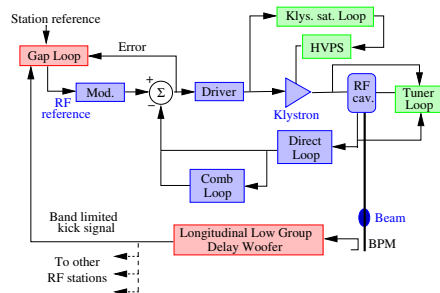 Station reference
Klys. sat. Loop
Gap Loop
Error
HVPS
RF
reference
Mod.
+
Σ
−
Driver
Klystron
RF
cav.
Tuner
Loop
Direct
Loop
Comb
Loop
Beam
Band limited
kick signal
Longitudinal Low Group
Delay Woofer
BPM
To other
RF stations